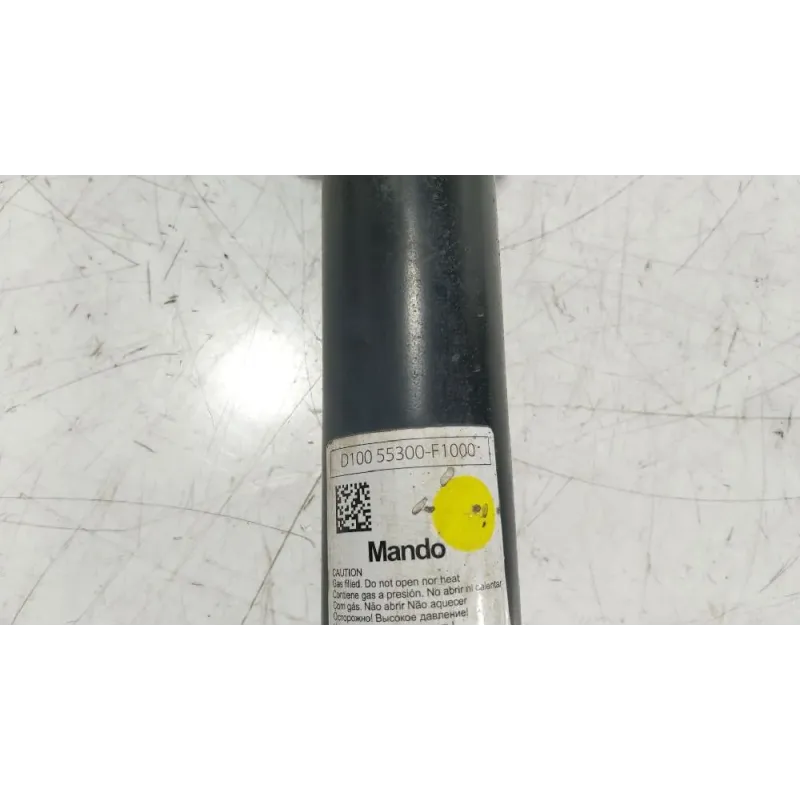 D100 55300-F1000
Mando
CAUTION
Gas filled. Do not open nor heat
Contiene gas a presión. No abrir ni calentar
Com gás. Não abrir Não aquecer
Осторожно! Высокое давление!